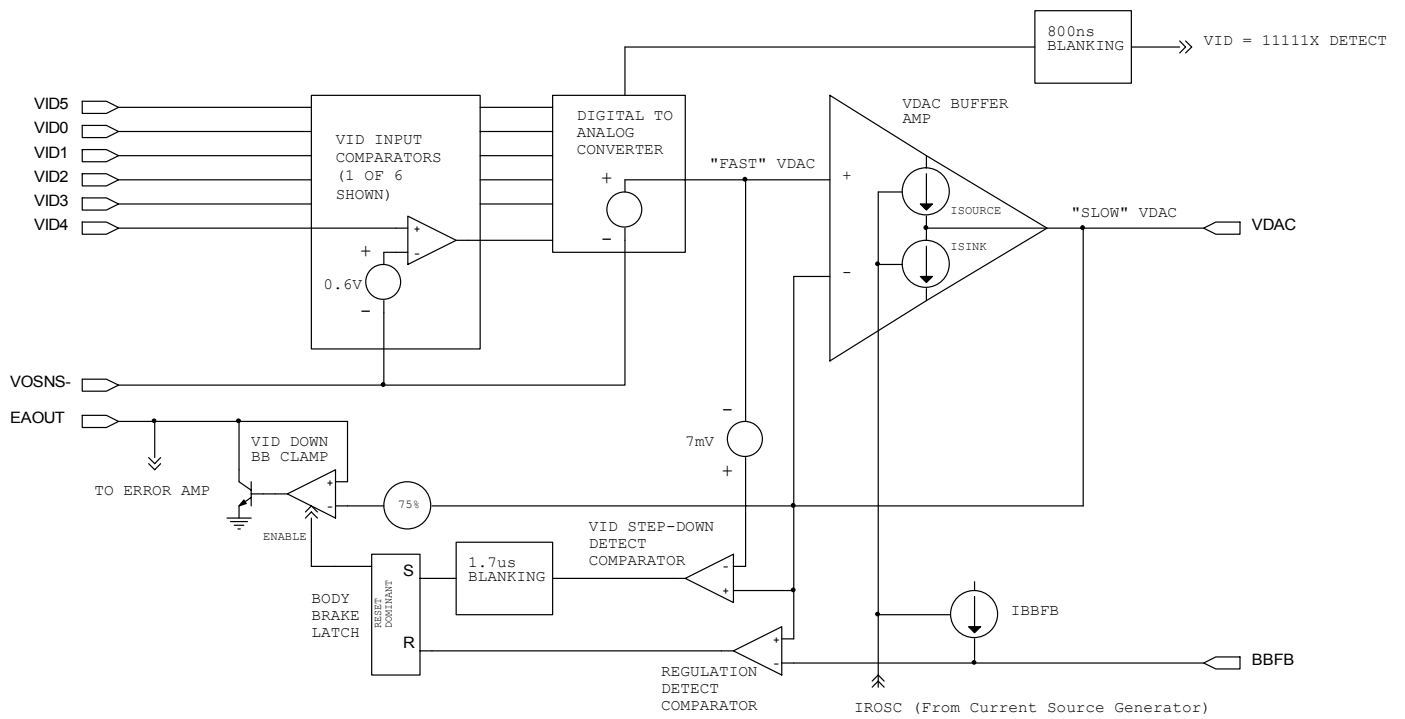 800ns
BLANKING
VID = 11111X DETECT
VID5
VID0
VID1
VID2
VID3
VID4
VID INPUT
COMPARATORS
(1 OF 6
SHOWN)
+
-
+
0.6V
-
DIGITAL TO
ANALOG
CONVERTER
+
-
"FAST" VDAC
VDAC BUFFER
AMP
+
-
ISOURCE
ISINK
"SLOW" VDAC
VDAC
VOSNS-
EAOUT
TO ERROR AMP
VID DOWN
BB CLAMP
+
-
ENABLE
75%
-
7mV
+
VID STEP-DOWN
DETECT
COMPARATOR
-
+
1.7us
BLANKING
BODY
BRAKE
LATCH
RESET
DOMINANT
S
R
REGULATION
DETECT
COMPARATOR
+
-
IBBFB
BBFB
IROSC (From Current Source Generator)